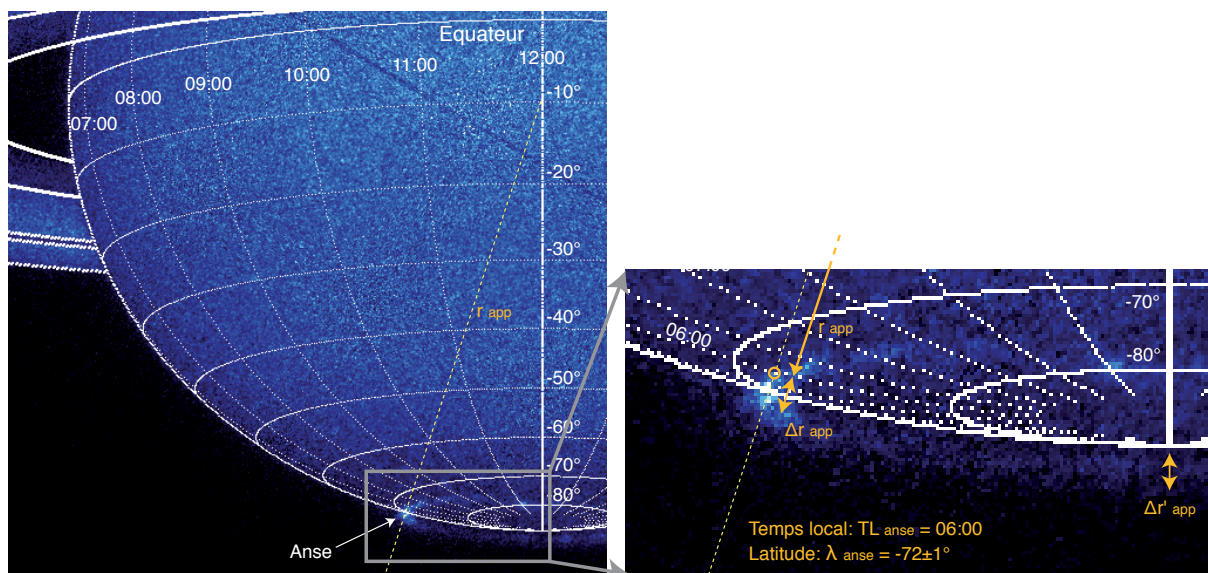 Equateur
12:00
11:00
10:00
09:00
08:00
07:00
-10°
-20°
-30°
r app
-40°
-50°
-60°
-70°
-80°
Anse
-70°
r app
06:00
-80°
Δr app
Δr' app
Temps local: TL anse = 06:00
Latitude: λ anse = -72±1°